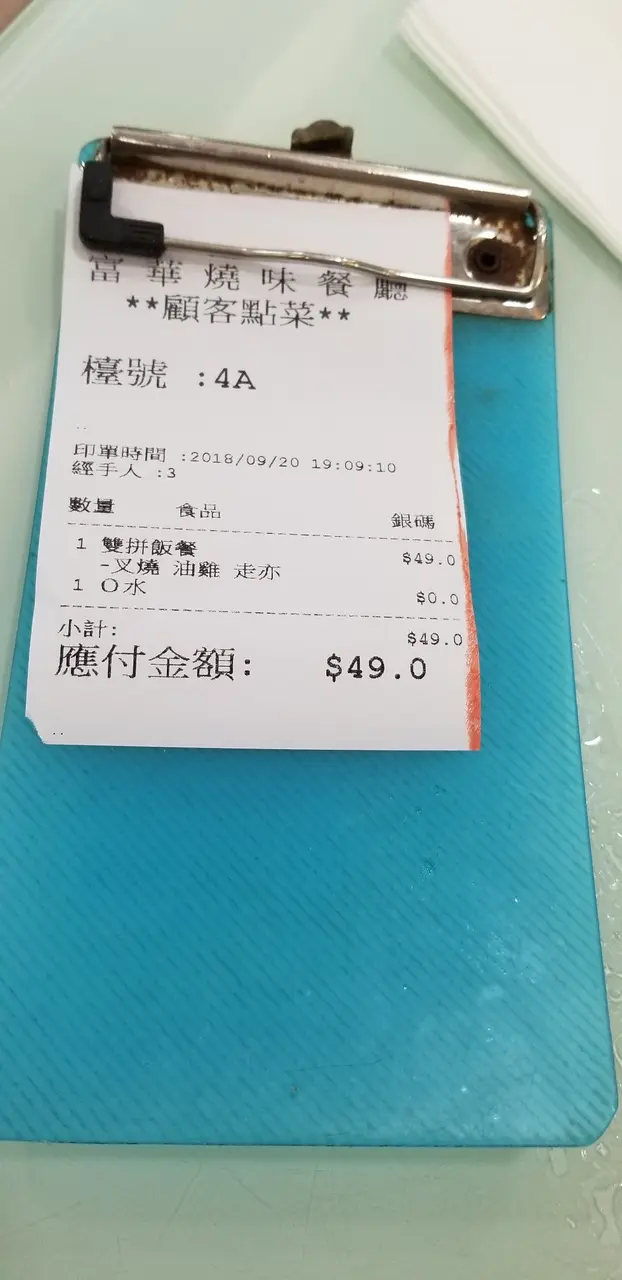 富華燒味餐廳
**顧客點菜**
檯號 :4A
..
印單時間 :2018/09/20 19:09:10
經手人 :3
數量 食品 銀碼
1 雙拼飯餐 $49.0
-叉燒 油雞 走亦
1 O水 $0.0
小計: $49.0
應付金額: $49.0
..